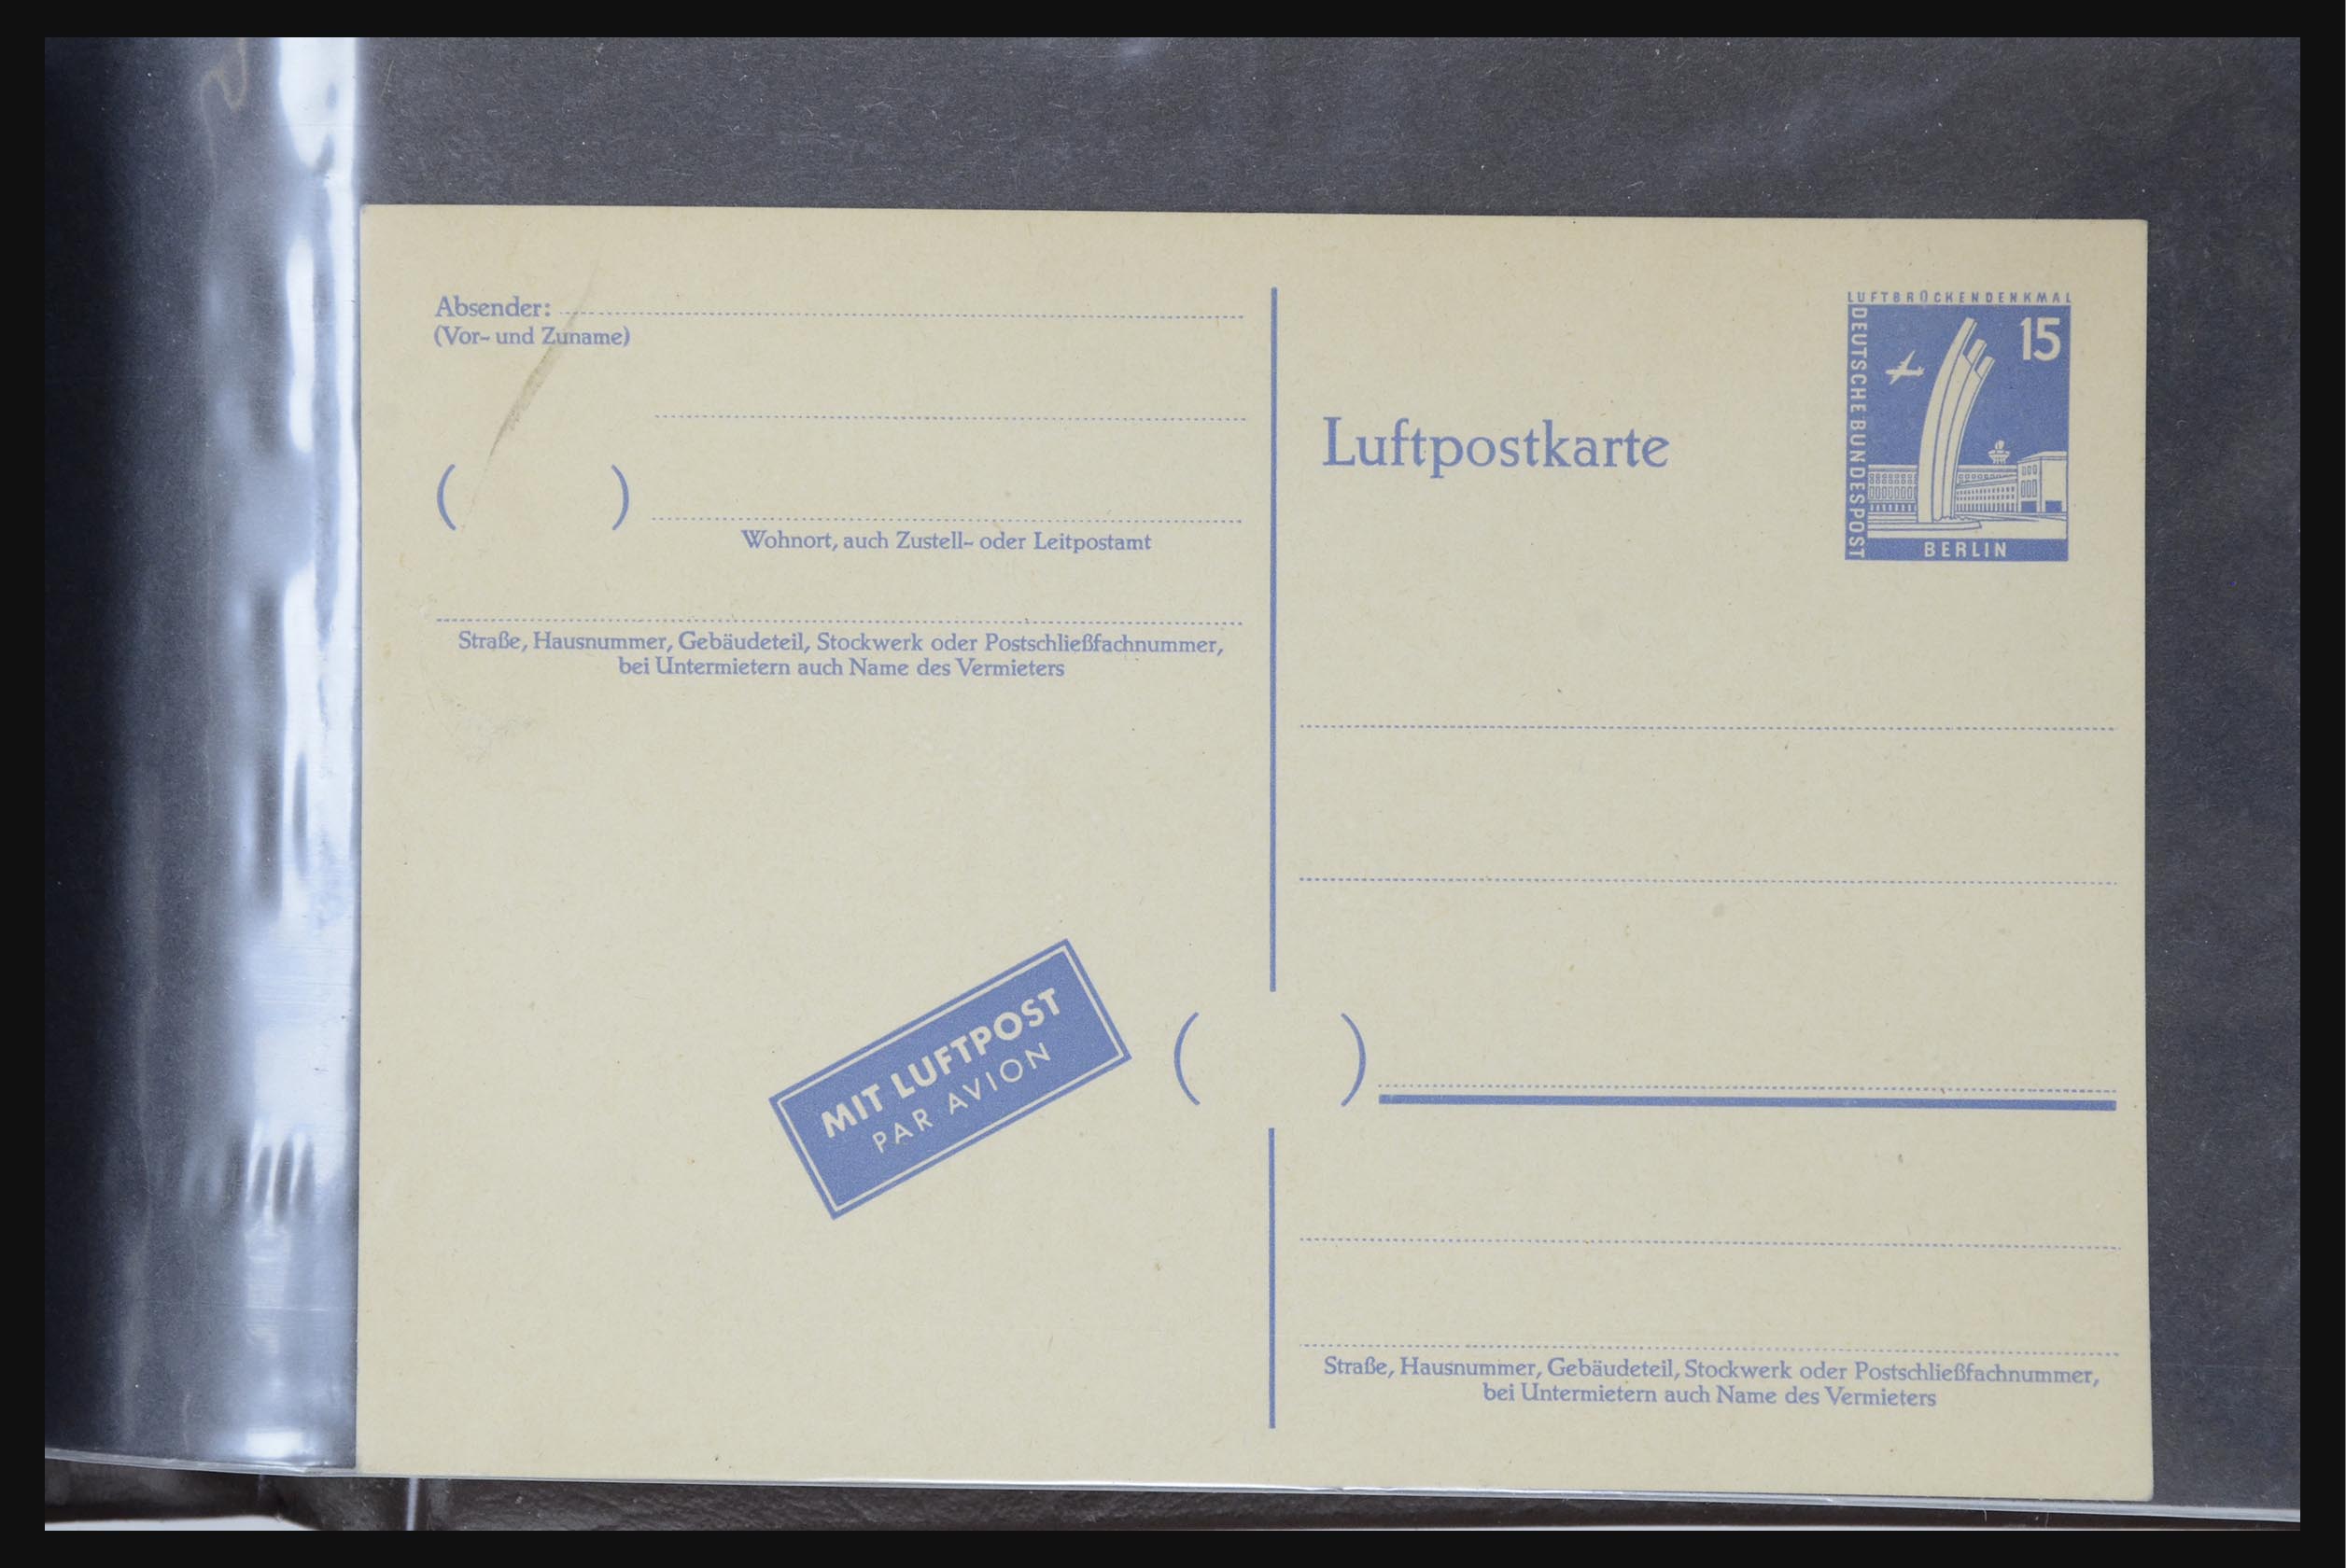 Absender:
(Vor- und Zuname)
( )
Wohnort, auch Zustell- oder Leitpostamt
Straße, Hausnummer, Gebäudeteil, Stockwerk oder Postschließfachnummer,
bei Untermietern auch Name des Vermieters
MIT LUFTPOST
PAR AVION
Luftpostkarte
LUFTBRÜCKENDENKMAL
DEUTSCHE BUNDESPOST
15
BERLIN
( )
Straße, Hausnummer, Gebäudeteil, Stockwerk oder Postschließfachnummer,
bei Untermietern auch Name des Vermieters